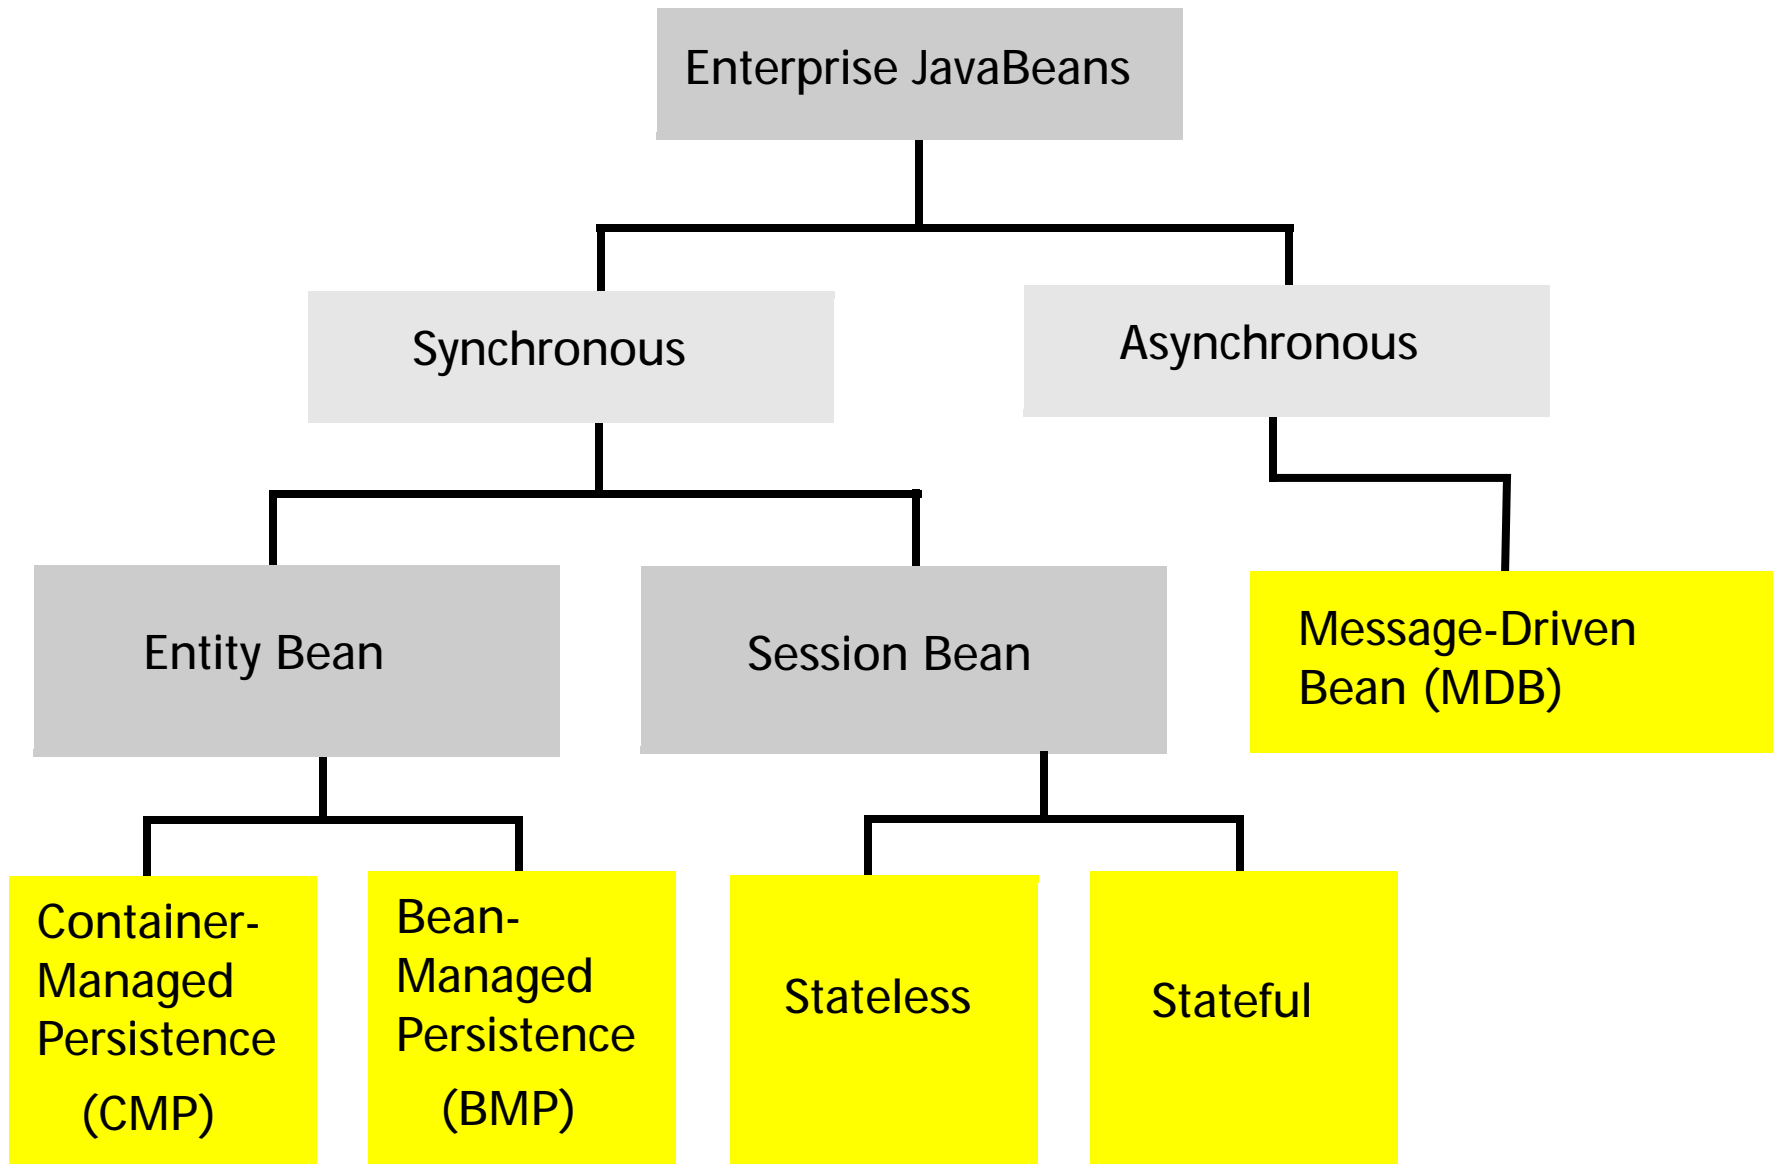 Enterprise JavaBeans
Synchronous
Asynchronous
Entity Bean
Session Bean
Message-Driven
Bean (MDB)
Container-
Managed
Persistence
(CMP)
Bean-
Managed
Persistence
(BMP)
Stateless
Stateful